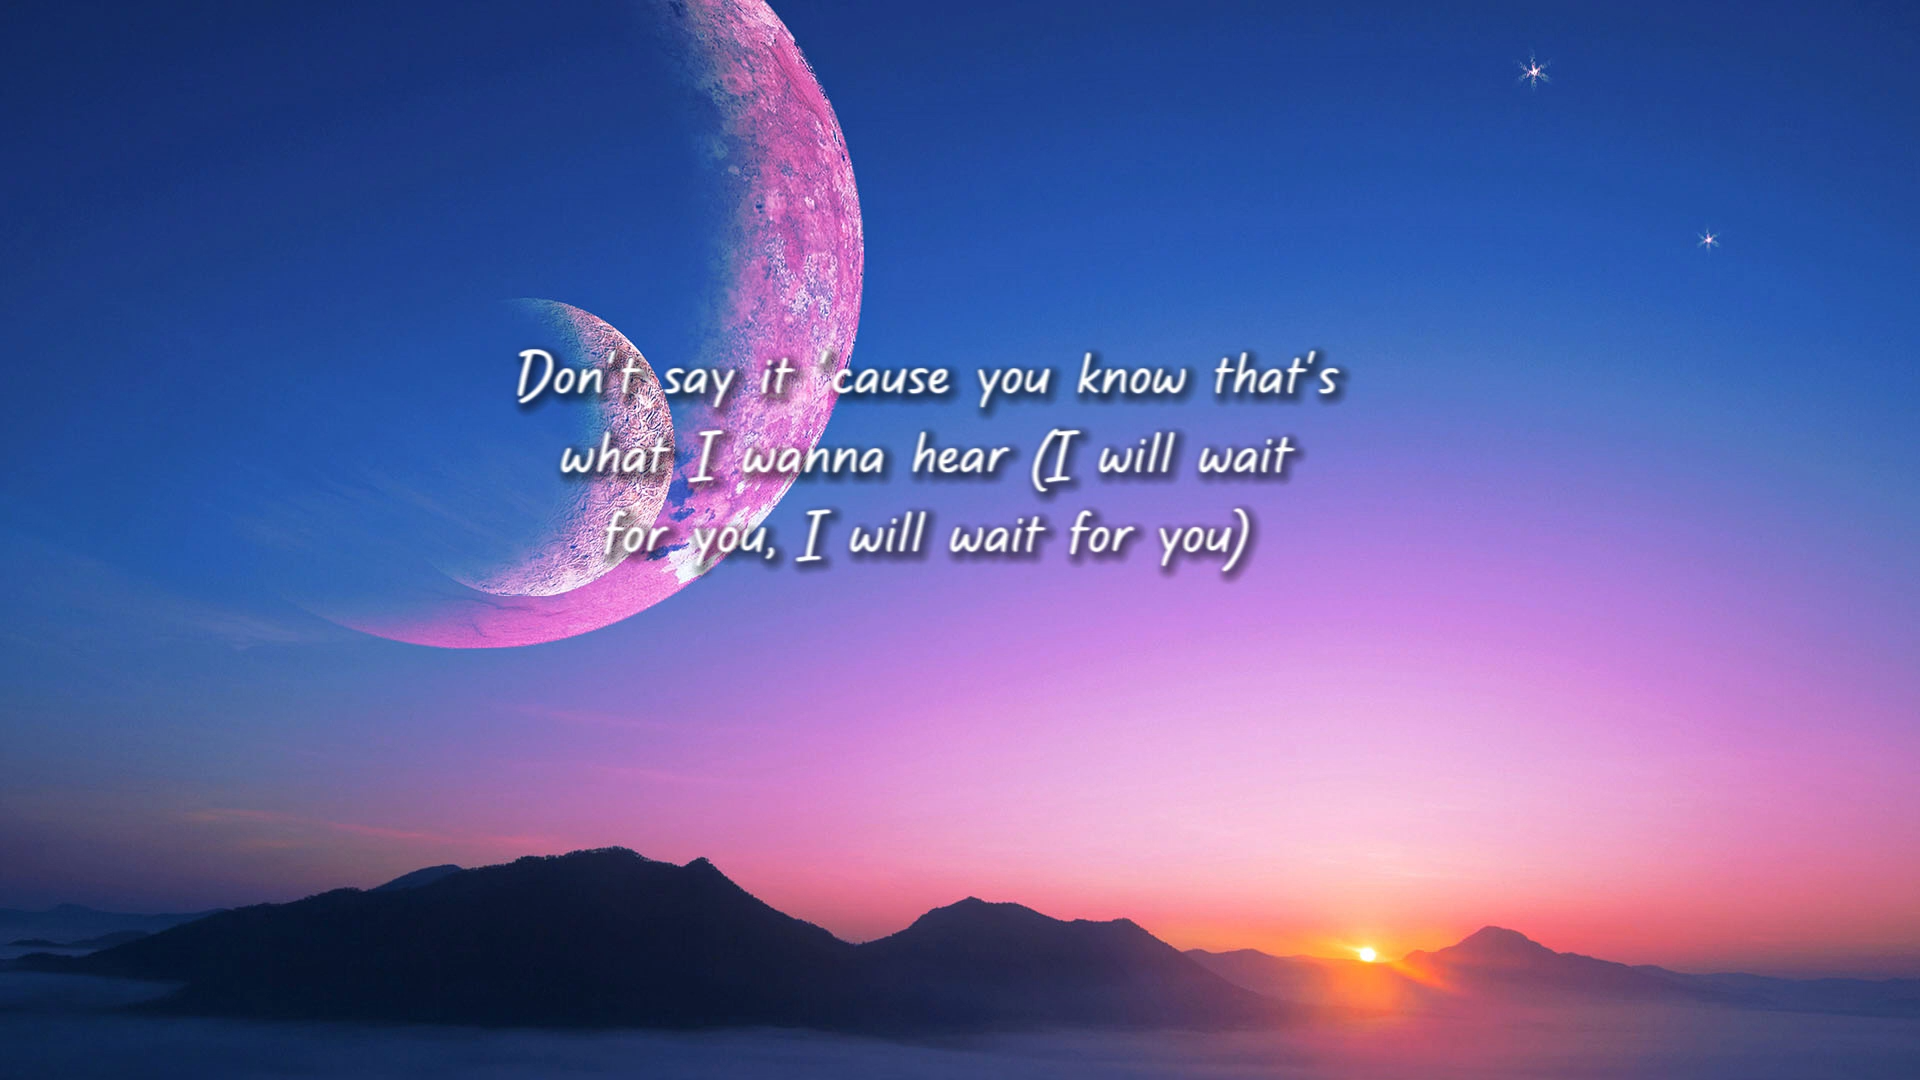 Don't say it 'cause you know that's
what I wanna hear (I will wait
for you, I will wait for you)